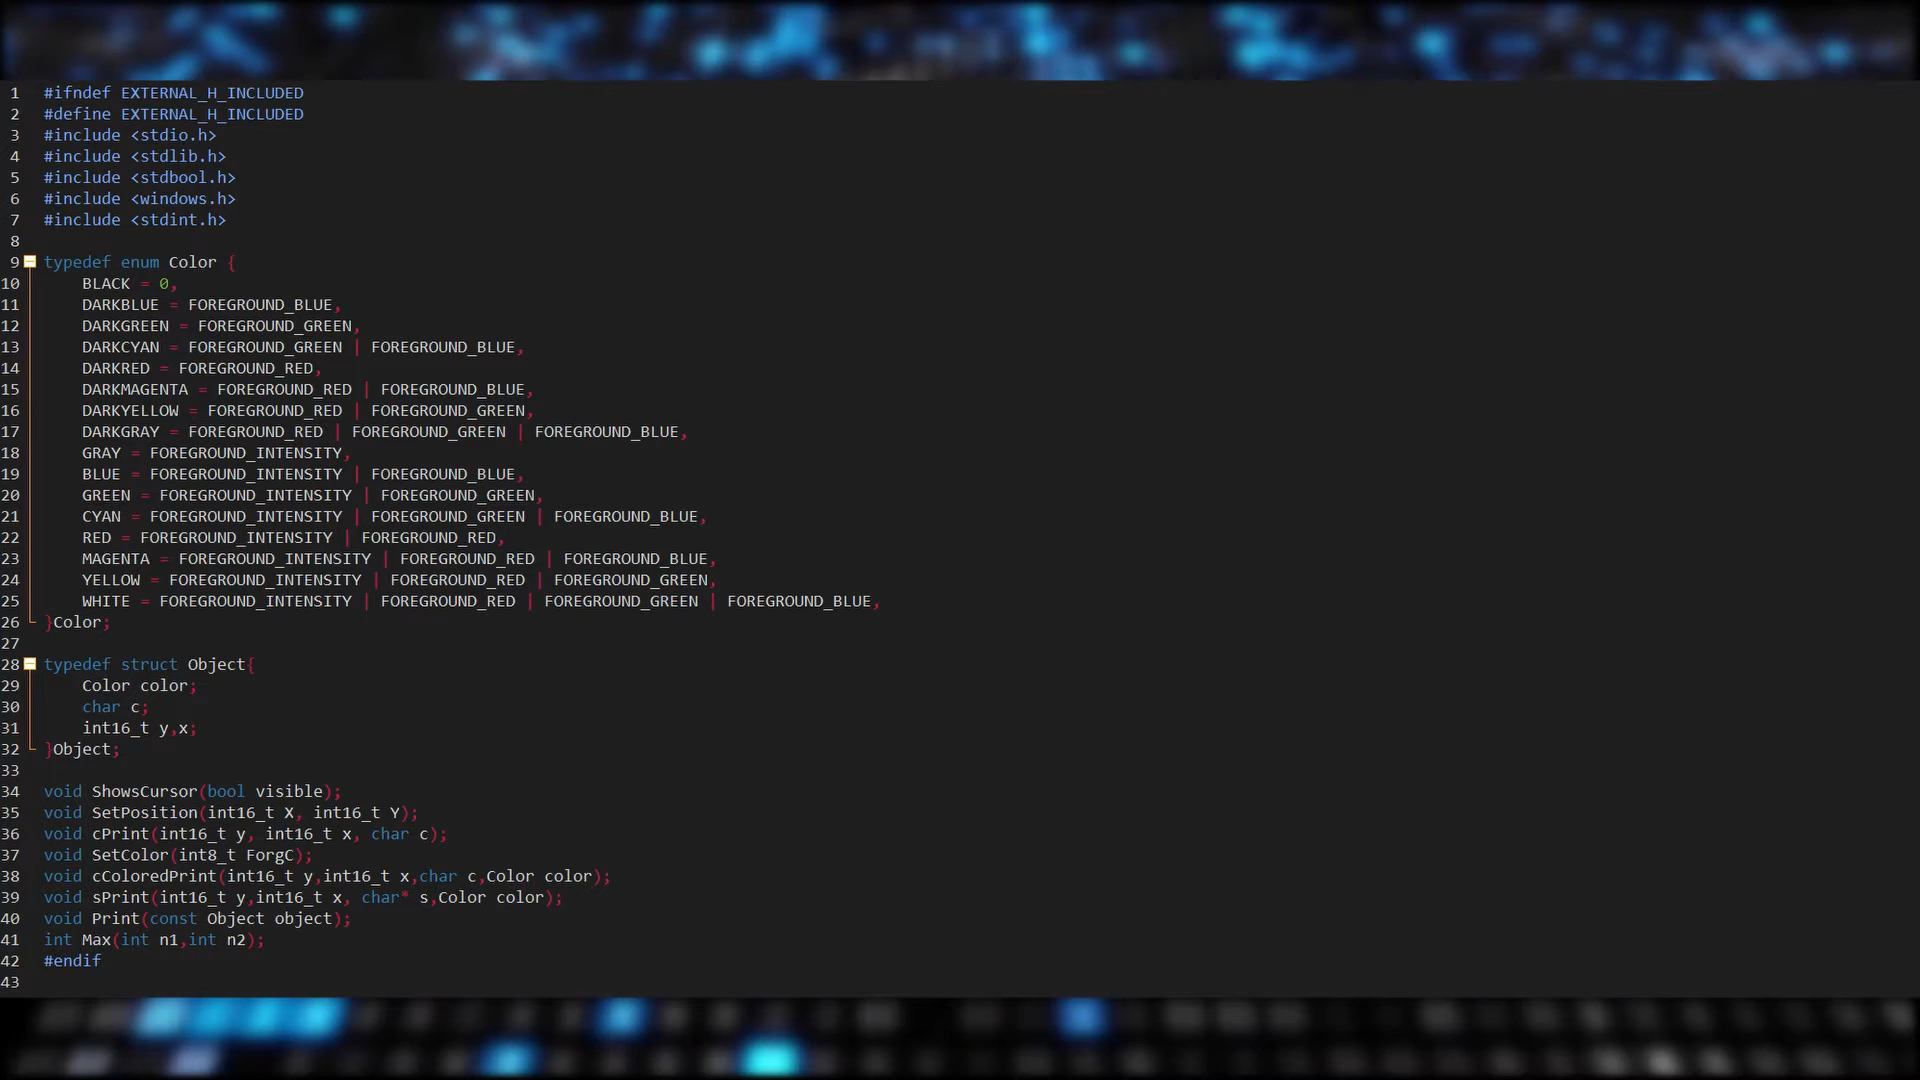 1 #ifndef EXTERNAL_H_INCLUDED
2 #define EXTERNAL_H_INCLUDED
3 #include <stdio.h>
4 #include <stdlib.h>
5 #include <stdbool.h>
6 #include <windows.h>
7 #include <stdint.h>
8
9 typedef enum Color {
10 BLACK = 0,
11 DARKBLUE = FOREGROUND_BLUE,
12 DARKGREEN = FOREGROUND_GREEN,
13 DARKCYAN = FOREGROUND_GREEN | FOREGROUND_BLUE,
14 DARKRED = FOREGROUND_RED,
15 DARKMAGENTA = FOREGROUND_RED | FOREGROUND_BLUE,
16 DARKYELLOW = FOREGROUND_RED | FOREGROUND_GREEN,
17 DARKGRAY = FOREGROUND_RED | FOREGROUND_GREEN | FOREGROUND_BLUE,
18 GRAY = FOREGROUND_INTENSITY,
19 BLUE = FOREGROUND_INTENSITY | FOREGROUND_BLUE,
20 GREEN = FOREGROUND_INTENSITY | FOREGROUND_GREEN,
21 CYAN = FOREGROUND_INTENSITY | FOREGROUND_GREEN | FOREGROUND_BLUE,
22 RED = FOREGROUND_INTENSITY | FOREGROUND_RED,
23 MAGENTA = FOREGROUND_INTENSITY | FOREGROUND_RED | FOREGROUND_BLUE,
24 YELLOW = FOREGROUND_INTENSITY | FOREGROUND_RED | FOREGROUND_GREEN,
25 WHITE = FOREGROUND_INTENSITY | FOREGROUND_RED | FOREGROUND_GREEN | FOREGROUND_BLUE,
26 }Color;
27
28 typedef struct Object{
29 Color color;
30 char c;
31 int16_t y,x;
32 }Object;
33
34 void ShowsCursor(bool visible);
35 void SetPosition(int16_t X, int16_t Y);
36 void cPrint(int16_t y, int16_t x, char c);
37 void SetColor(int8_t ForgC);
38 void cColoredPrint(int16_t y,int16_t x,char c,Color color);
39 void sPrint(int16_t y,int16_t x, char* s,Color color);
40 void Print(const Object object);
41 int Max(int n1,int n2);
42 #endif
43